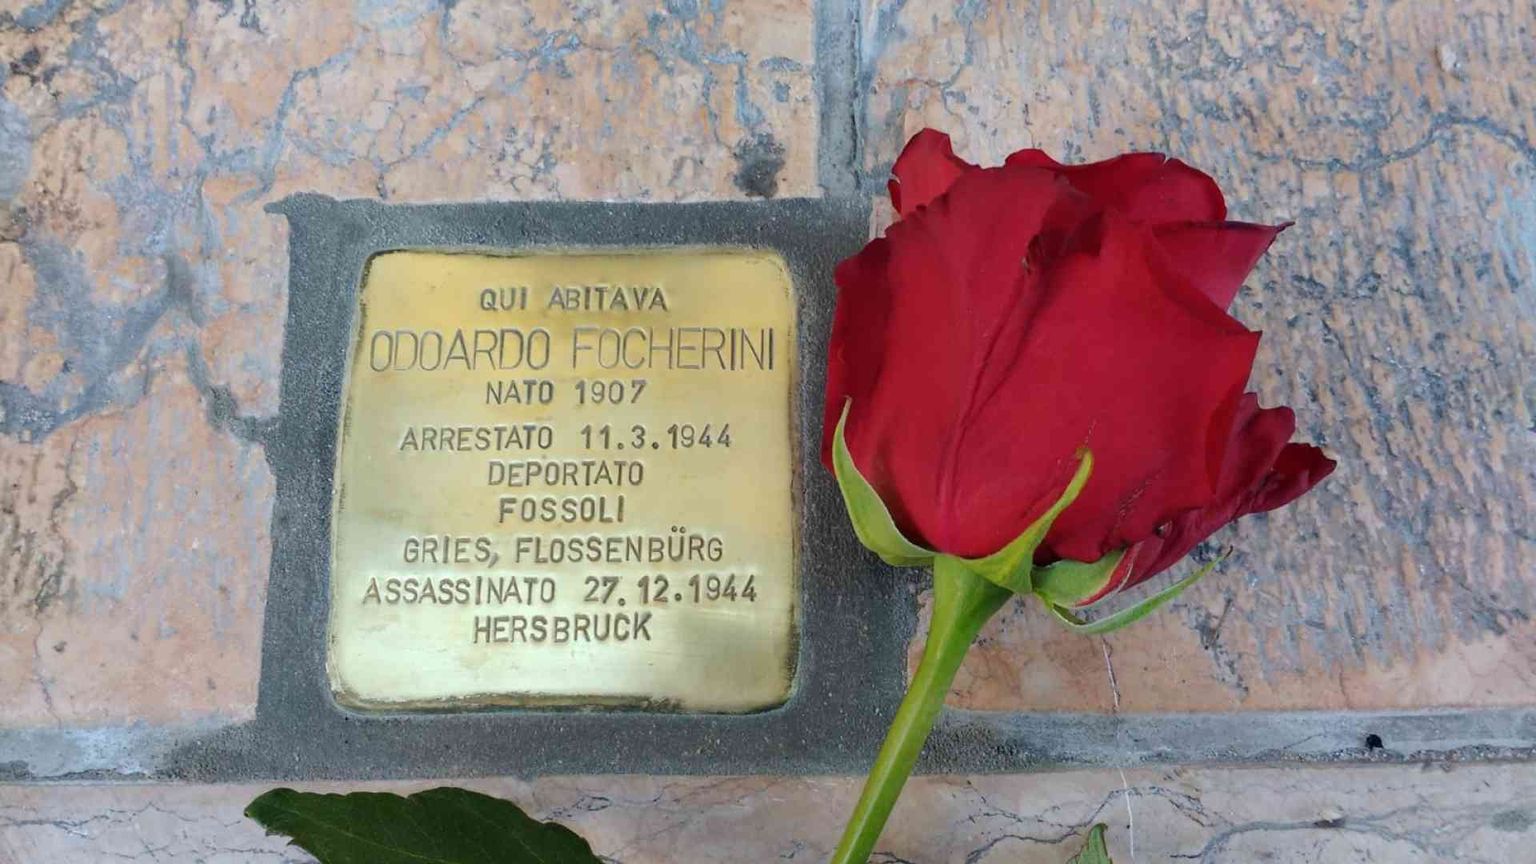 QUI ABITAVA
ODOARDO FOCHERINI
NATO 1907
ARRESTATO 11.3.1944
DEPORTATO
FOSSOLI
GRIES, FLOSSENBÜRG
ASSASSINATO 27.12.1944
HERSBRUCK